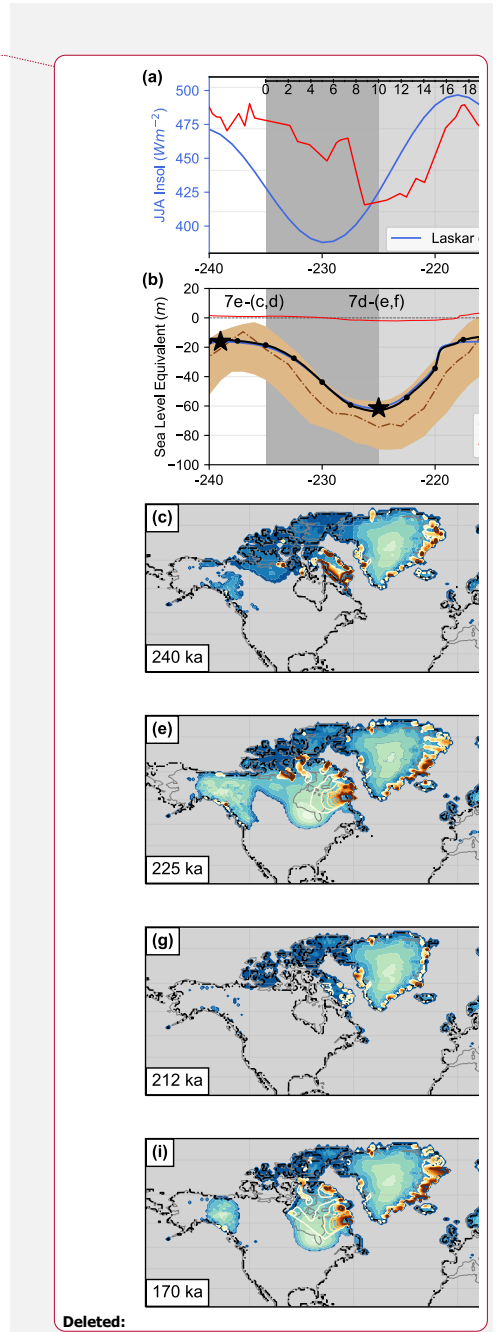 (a)
0 2 4 6 8 10 12 14 16 18
500
475
450
425
400
JJA Insol (Wm⁻²)
Laskar
-240 -230 -220
(b)
7e-(c,d) 7d-(e,f)
20
0
−20
−40
−60
−80
−100
Sea Level Equivalent (m)
-240 -230 -220
(c)
240 ka
(e)
225 ka
(g)
212 ka
(i)
170 ka
Deleted: